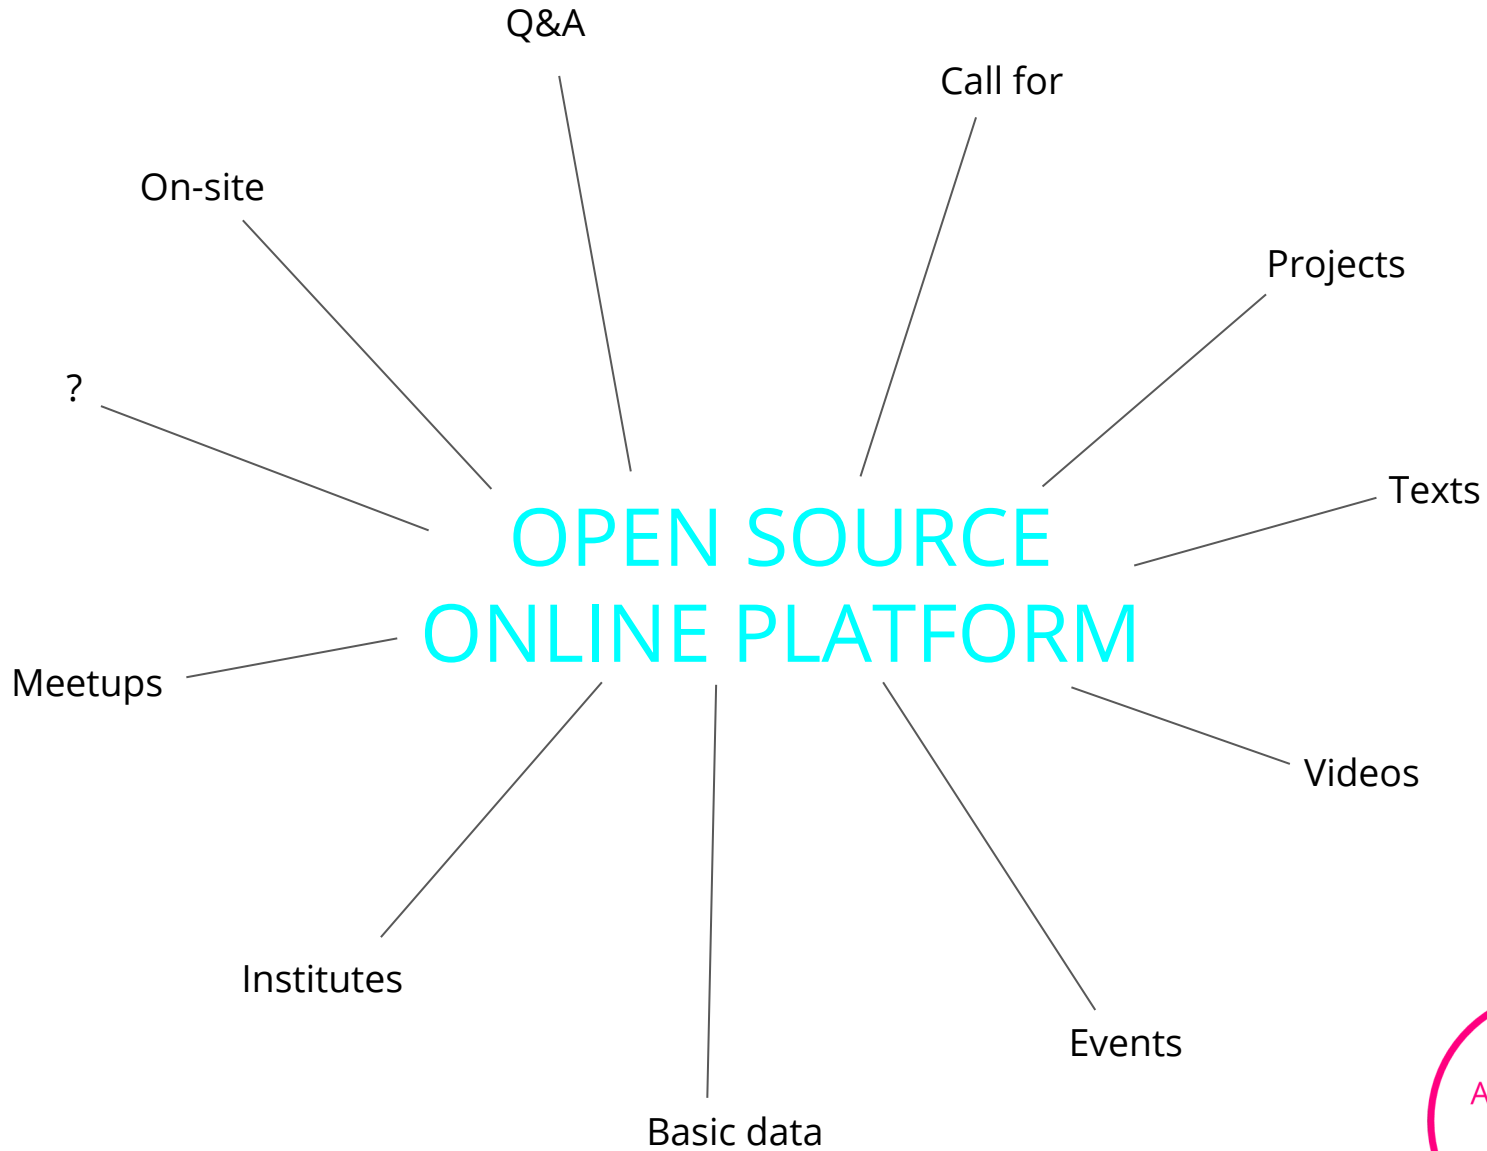 Q&A
Call for
On-site
Projects
?
Texts
OPEN SOURCE
ONLINE PLATFORM
Meetups
Videos
Institutes
Events
A
Basic data